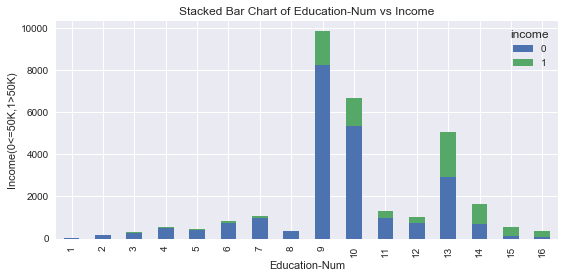 Stacked Bar Chart of Education-Num vs Income
Income(0<=50K,1>50K)
10000
8000
6000
4000
2000
0
income
0
1
1 2 3 4 5 6 7 8 9 10 11 12 13 14 15 16
Education-Num